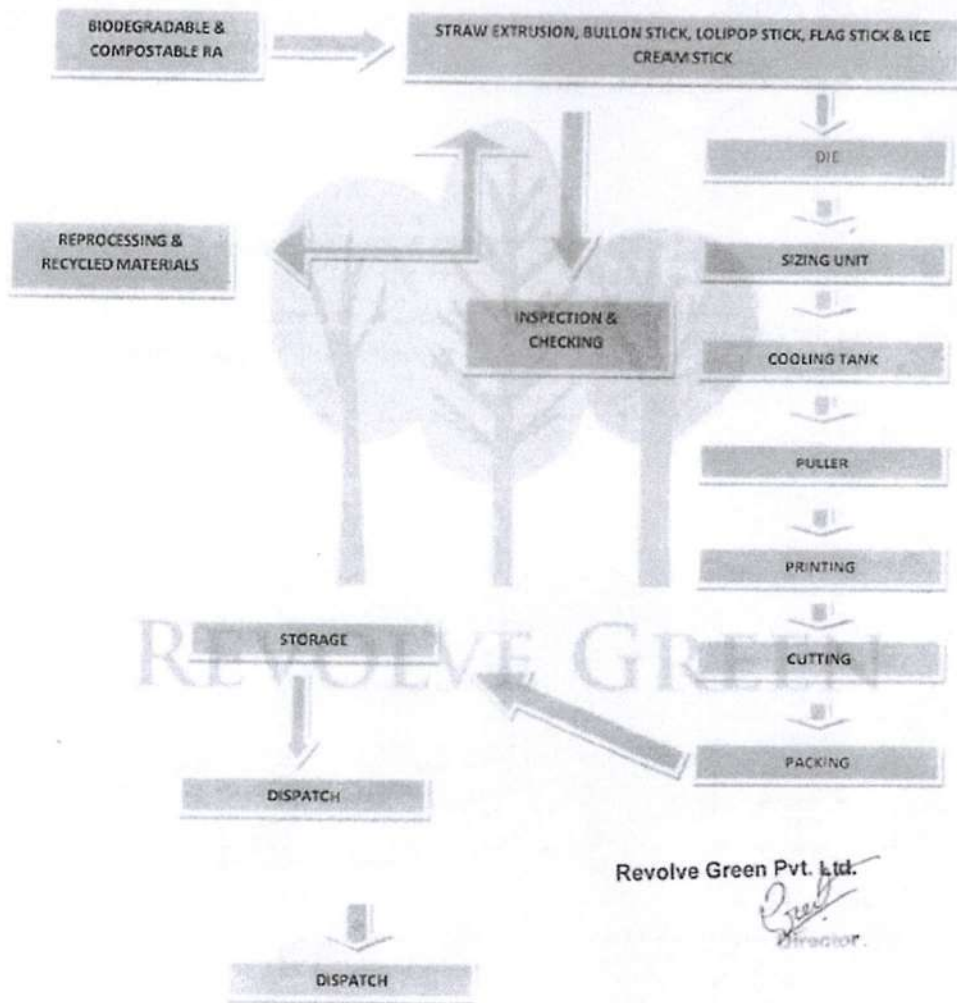 BIODEGRADABLE &
COMPOSTABLE RA
STRAW EXTRUSION, BULLON STICK, LOLIPOP STICK, FLAG STICK & ICE
CREAM STICK
DIE
REPROCESSING &
RECYCLED MATERIALS
SIZING UNIT
INSPECTION &
CHECKING
COOLING TANK
PULLER
PRINTING
STORAGE
REVOLVE GREEN
CUTTING
PACKING
DISPATCH
Revolve Green Pvt. Ltd.
Director.
DISPATCH